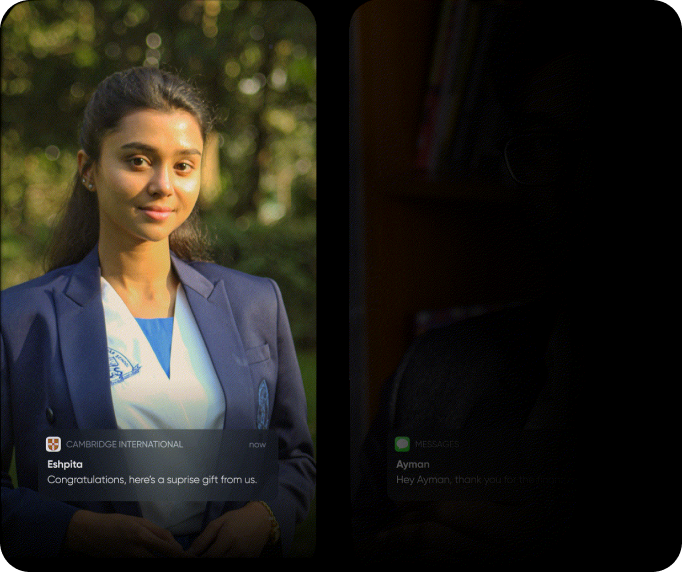 CAMBRIDGE INTERNATIONAL now
Eshpita
Congratulations, here's a suprise gift from us.
MESSAGES
Ayman
Hey Ayman, thank you for the